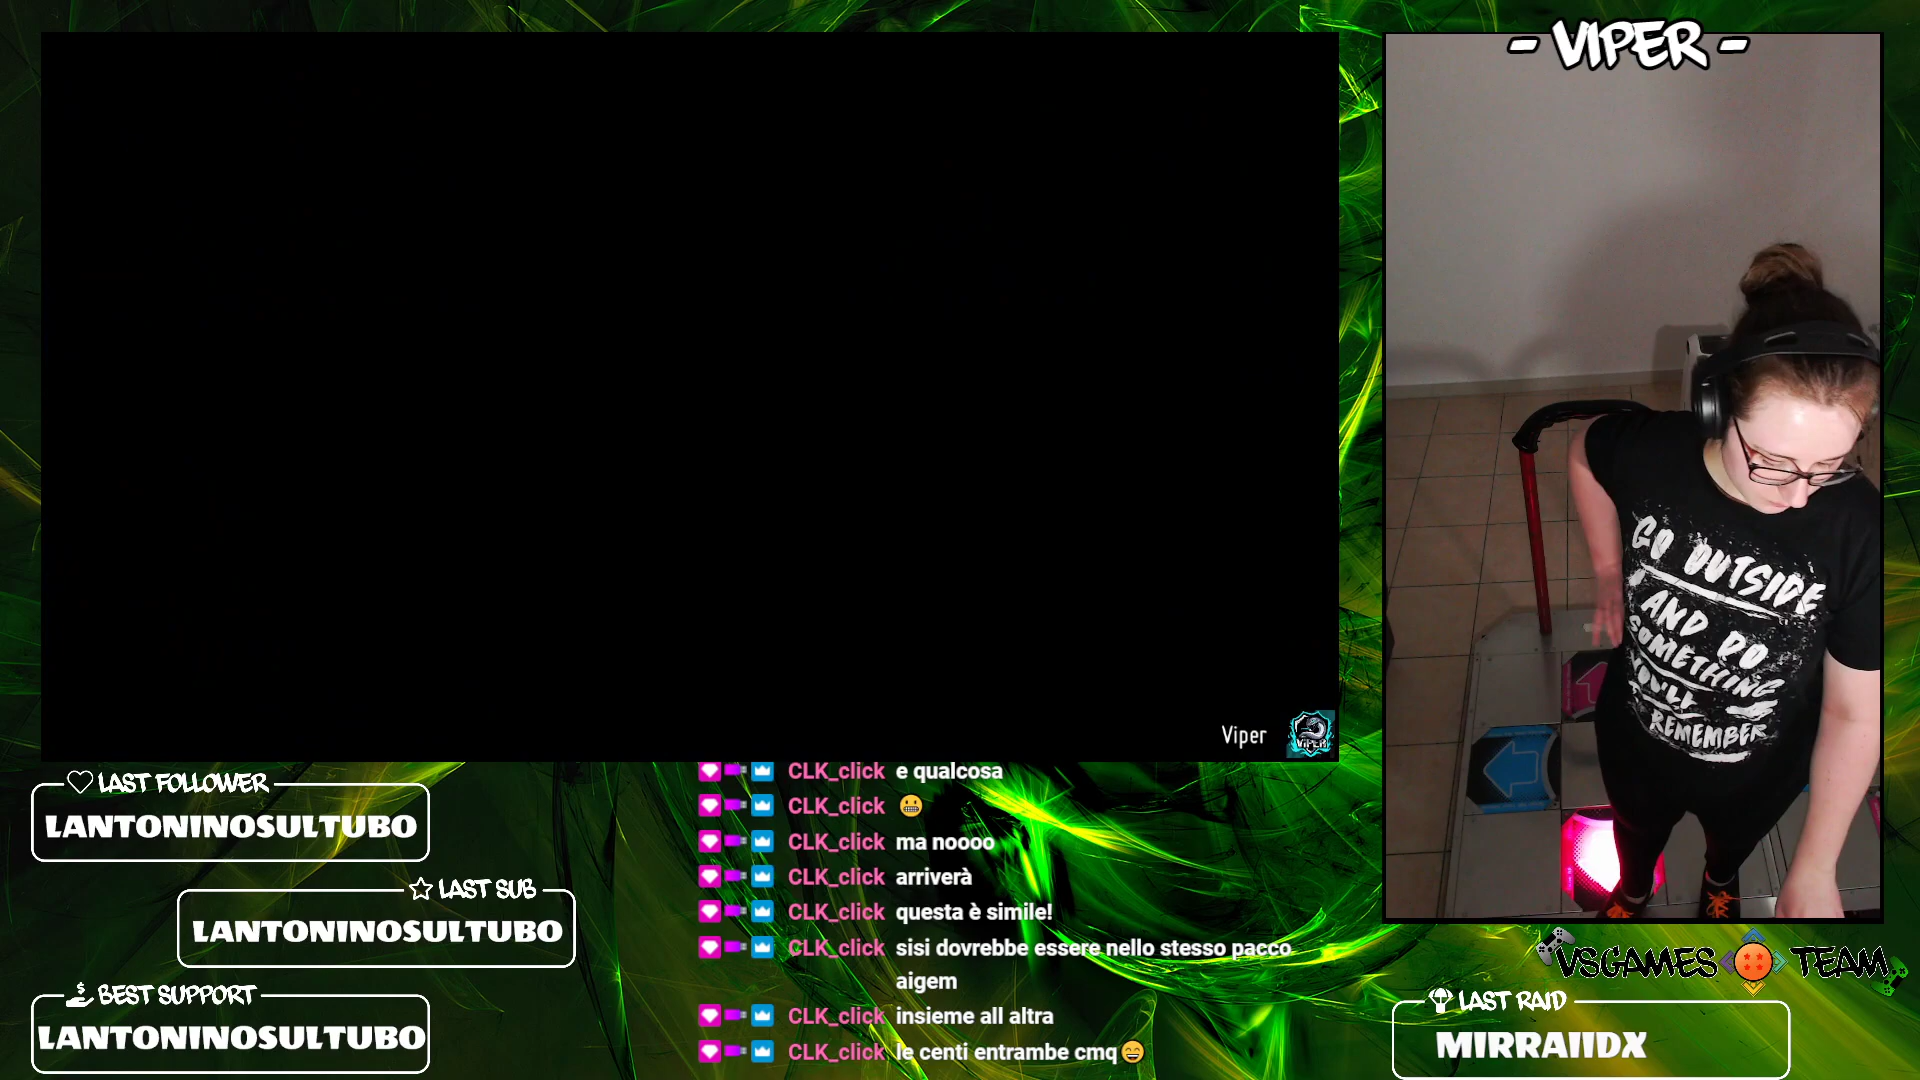 - VIPER -
GO OUTSIDE
AND DO
SOMETHING
YOU'LL
REMEMBER
Viper
VIPER
LAST FOLLOWER
LANTONINOSULTUBO
LAST SUB
LANTONINOSULTUBO
BEST SUPPORT
LANTONINOSULTUBO
CLK_click e qualcosa
CLK_click 😬
CLK_click ma noooo
CLK_click arriverà
CLK_click questa è simile!
CLK_click sisi dovrebbe essere nello stesso pacco
aigem
CLK_click insieme all altra
CLK_click le centi entrambe cmq😄
VSGAMES TEAM
LAST RAID
MIRRAIIDX